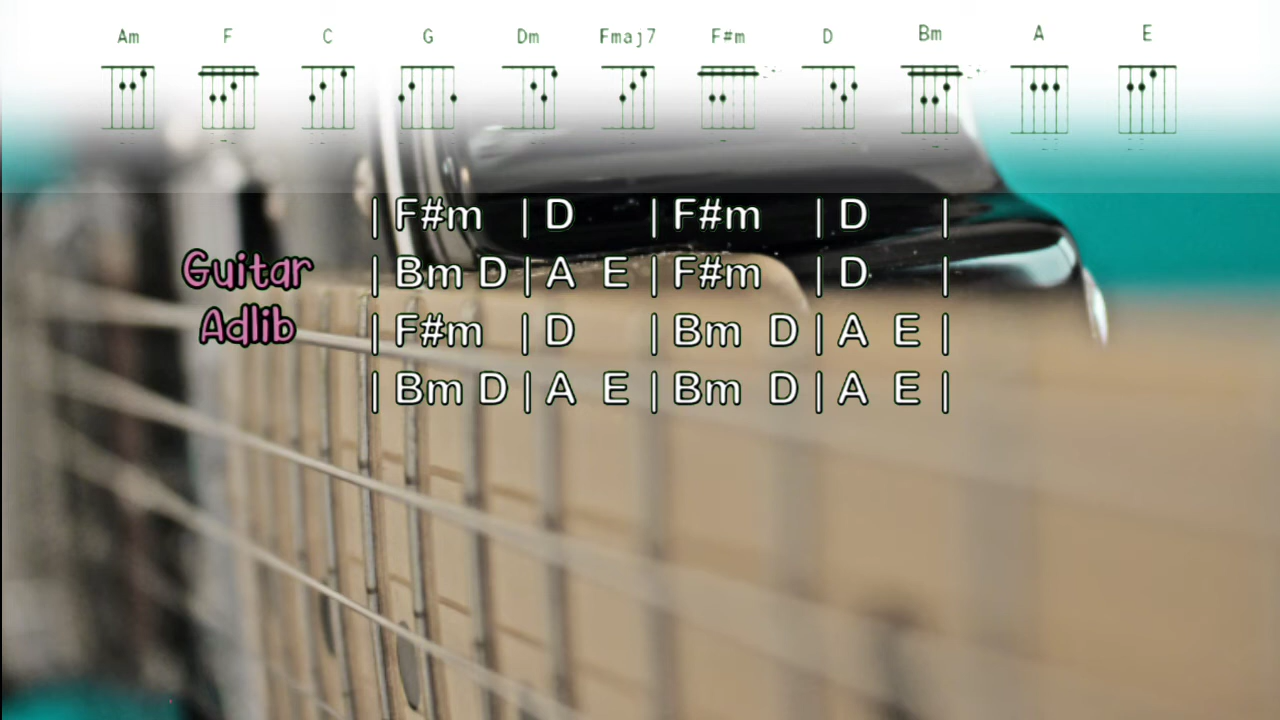 Am F C G Dm Fmaj7 F#m D Bm A E
| F#m | D | F#m | D |
Guitar | Bm D | A E | F#m | D |
Adlib | F#m | D | Bm D | A E |
| Bm D | A E | Bm D | A E |